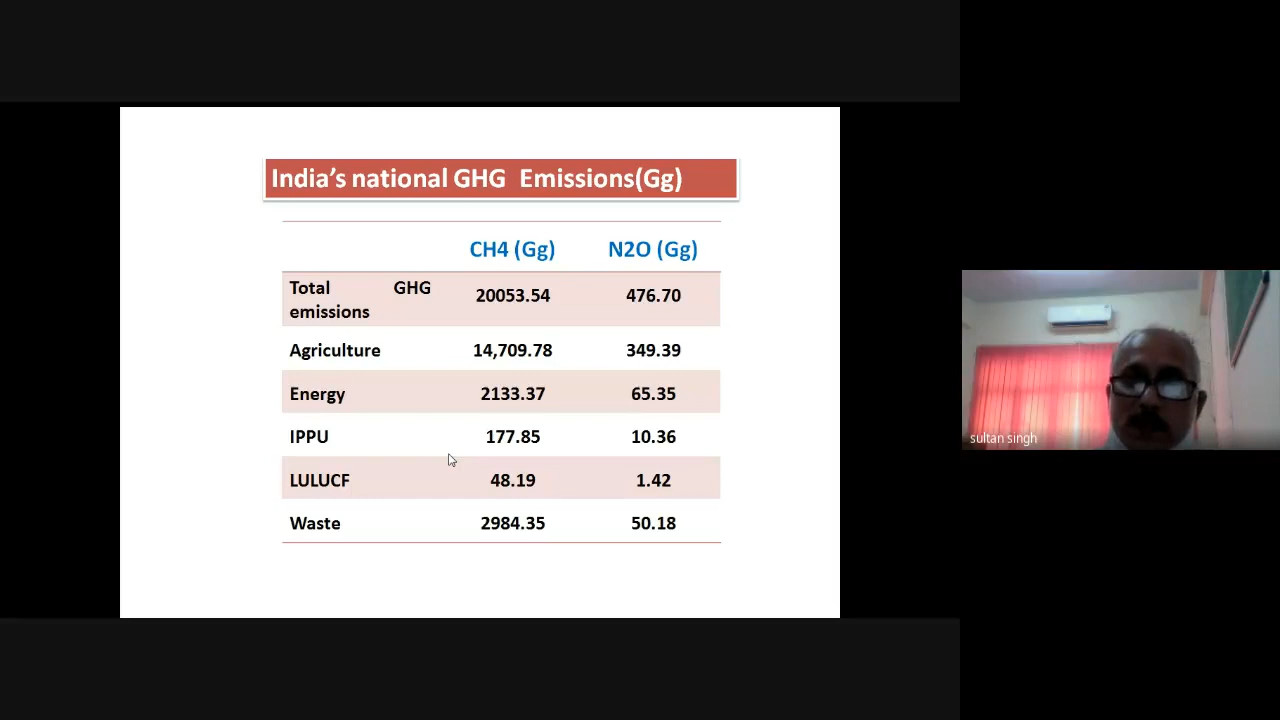 India's national GHG Emissions(Gg)
CH4 (Gg) N2O (Gg)
Total GHG emissions 20053.54 476.70
Agriculture 14,709.78 349.39
Energy 2133.37 65.35
IPPU 177.85 10.36
LULUCF 48.19 1.42
Waste 2984.35 50.18
sultan singh